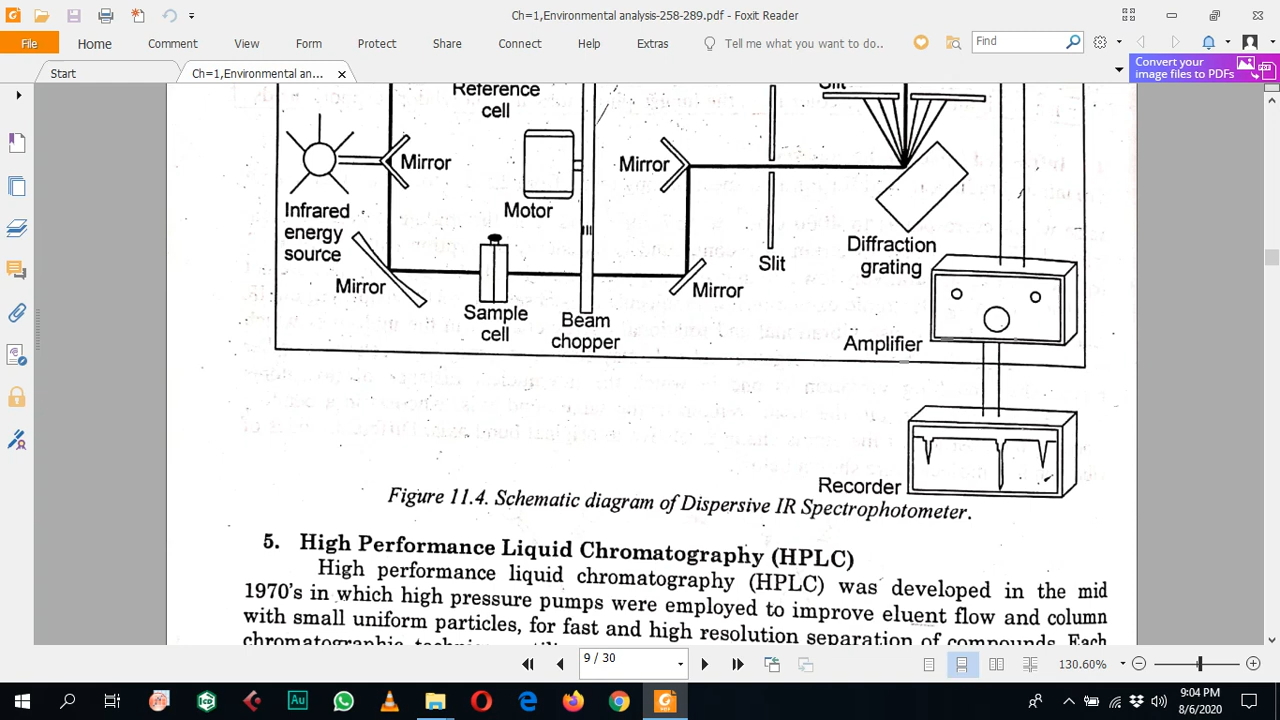 Ch=1,Environmental analysis-258-289.pdf - Foxit Reader
File Home Comment View Form Protect Share Connect Help Extras Tell me what you want to do.. Find
Start Ch=1,Environmental an... Convert your
image files to PDFs
Reference
cell
Slit
Mirror
Motor
Mirror
Infrared
energy
source
Mirror
Sample
cell
Beam
chopper
Mirror
Slit
Diffraction
grating
Amplifier
Recorder
Figure 11.4. Schematic diagram of Dispersive IR Spectrophotometer.
5. High Performance Liquid Chromatography (HPLC)
High performance liquid chromatography (HPLC) was developed in the mid
1970's in which high pressure pumps were employed to improve eluent flow and column
with small uniform particles, for fast and high resolution separation of compounds. Each
9 / 30
130.60%
9:04 PM
8/6/2020